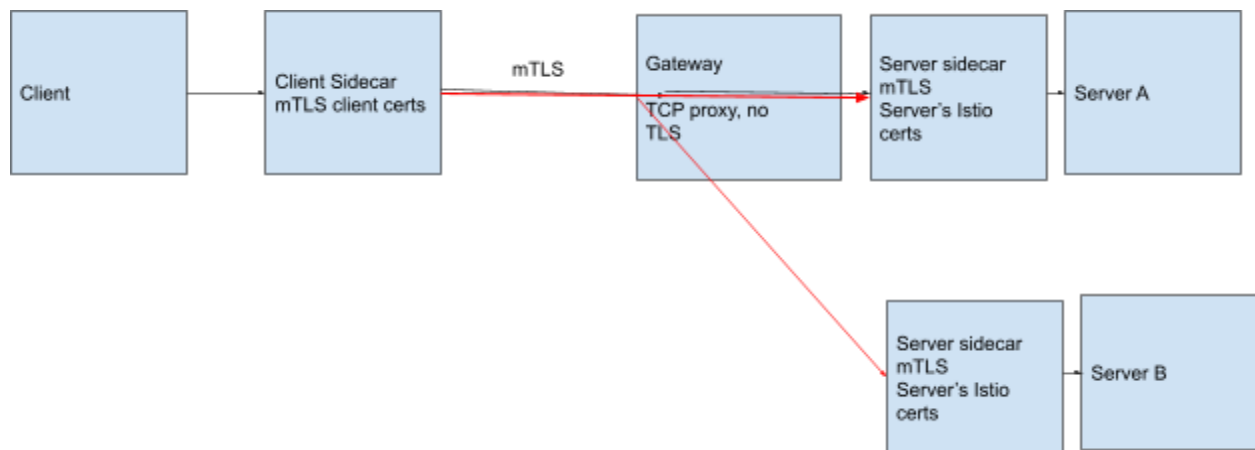 Client
Client Sidecar
mTLS client certs
mTLS
Gateway
TCP proxy, no
TLS
Server sidecar
mTLS
Server's Istio
certs
Server A
Server sidecar
mTLS
Server's Istio
certs
Server B